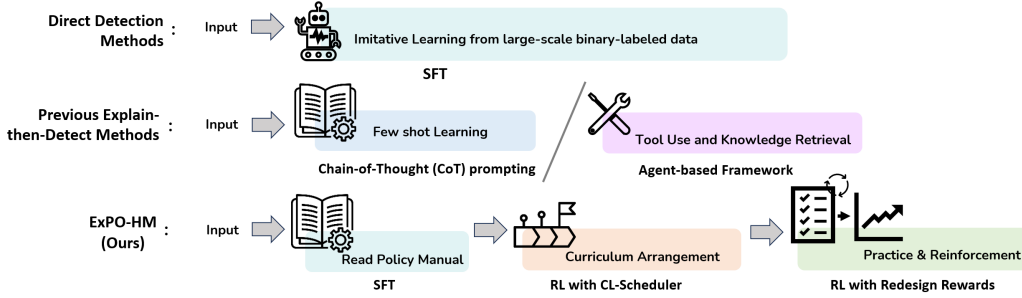 Direct Detection
Methods :
Input
Imitative Learning from large-scale binary-labeled data
SFT
Previous Explain-
then-Detect Methods :
Input
Few shot Learning
Tool Use and Knowledge Retrieval
Chain-of-Thought (CoT) prompting
Agent-based Framework
ExPO-HM
(Ours) :
Input
Read Policy Manual
Curriculum Arrangement
Practice & Reinforcement
SFT
RL with CL-Scheduler
RL with Redesign Rewards